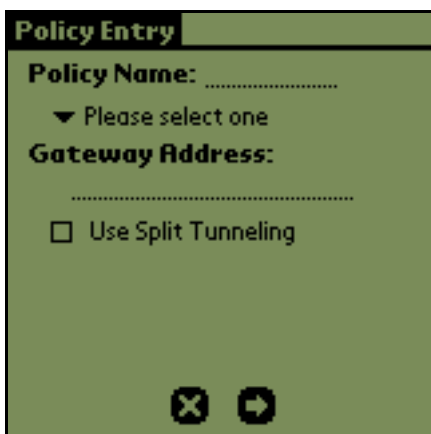 Policy Entry
Policy Name:
Please select one
Gateway Address:
Use Split Tunneling